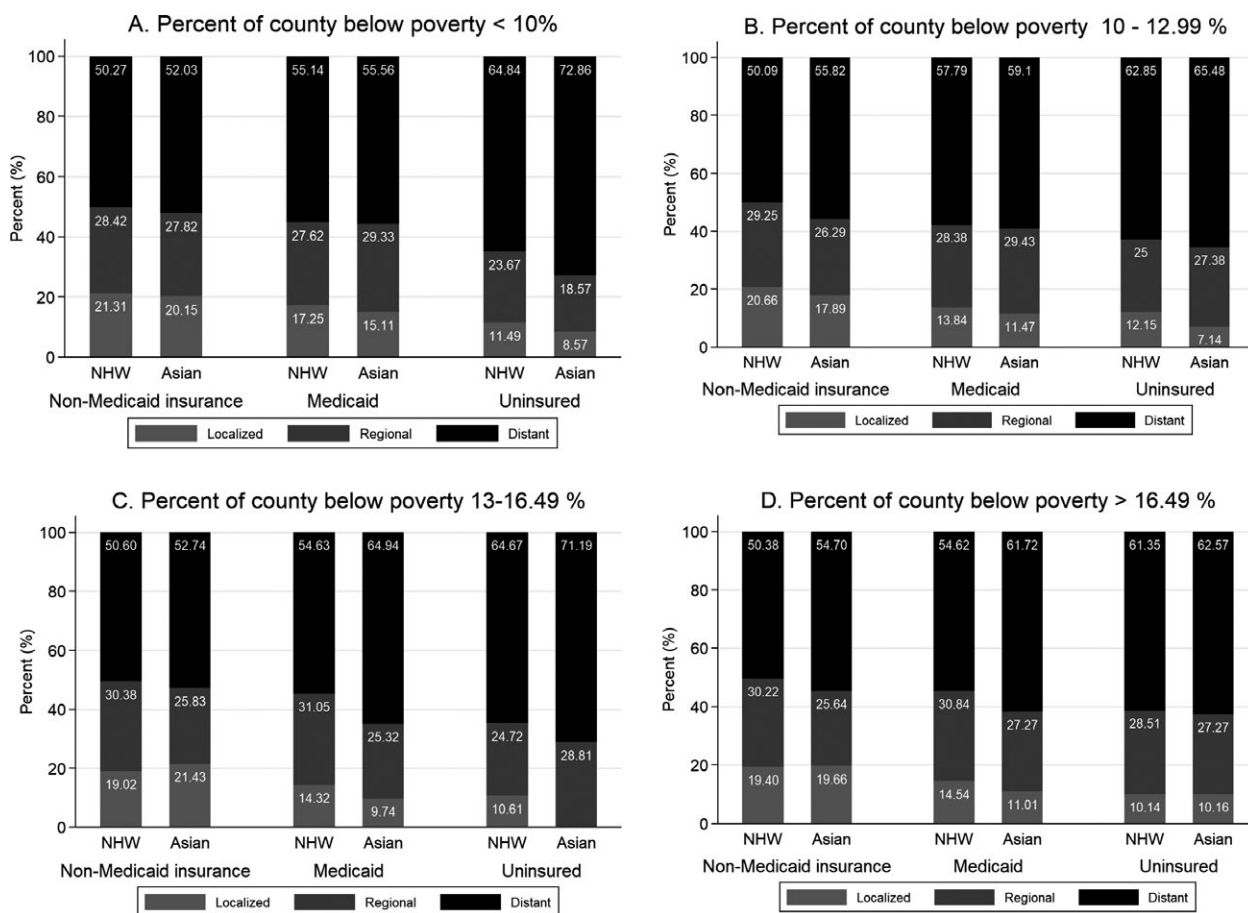 A. Percent of county below poverty < 10%
Percent (%)
100
80
60
40
20
0
50.27 52.03 55.14 55.56 64.84 72.86
28.42 27.82 27.62 29.33 23.67 18.57
21.31 20.15 17.25 15.11 11.49 8.57
NHW Asian NHW Asian NHW Asian
Non-Medicaid insurance Medicaid Uninsured
Localized Regional Distant
B. Percent of county below poverty 10 - 12.99 %
Percent (%)
100
80
60
40
20
0
50.09 55.82 57.79 59.1 62.85 65.48
29.25 26.29 28.38 29.43 25 27.38
20.66 17.89 13.84 11.47 12.15 7.14
NHW Asian NHW Asian NHW Asian
Non-Medicaid insurance Medicaid Uninsured
Localized Regional Distant
C. Percent of county below poverty 13-16.49 %
Percent (%)
100
80
60
40
20
0
50.60 52.74 54.63 64.94 64.67 71.19
30.38 25.83 31.05 25.32 24.72 28.81
19.02 21.43 14.32 9.74 10.61
NHW Asian NHW Asian NHW Asian
Non-Medicaid insurance Medicaid Uninsured
Localized Regional Distant
D. Percent of county below poverty > 16.49 %
Percent (%)
100
80
60
40
20
0
50.38 54.70 54.62 61.72 61.35 62.57
30.22 25.64 30.84 27.27 28.51 27.27
19.40 19.66 14.54 11.01 10.14 10.16
NHW Asian NHW Asian NHW Asian
Non-Medicaid insurance Medicaid Uninsured
Localized Regional Distant